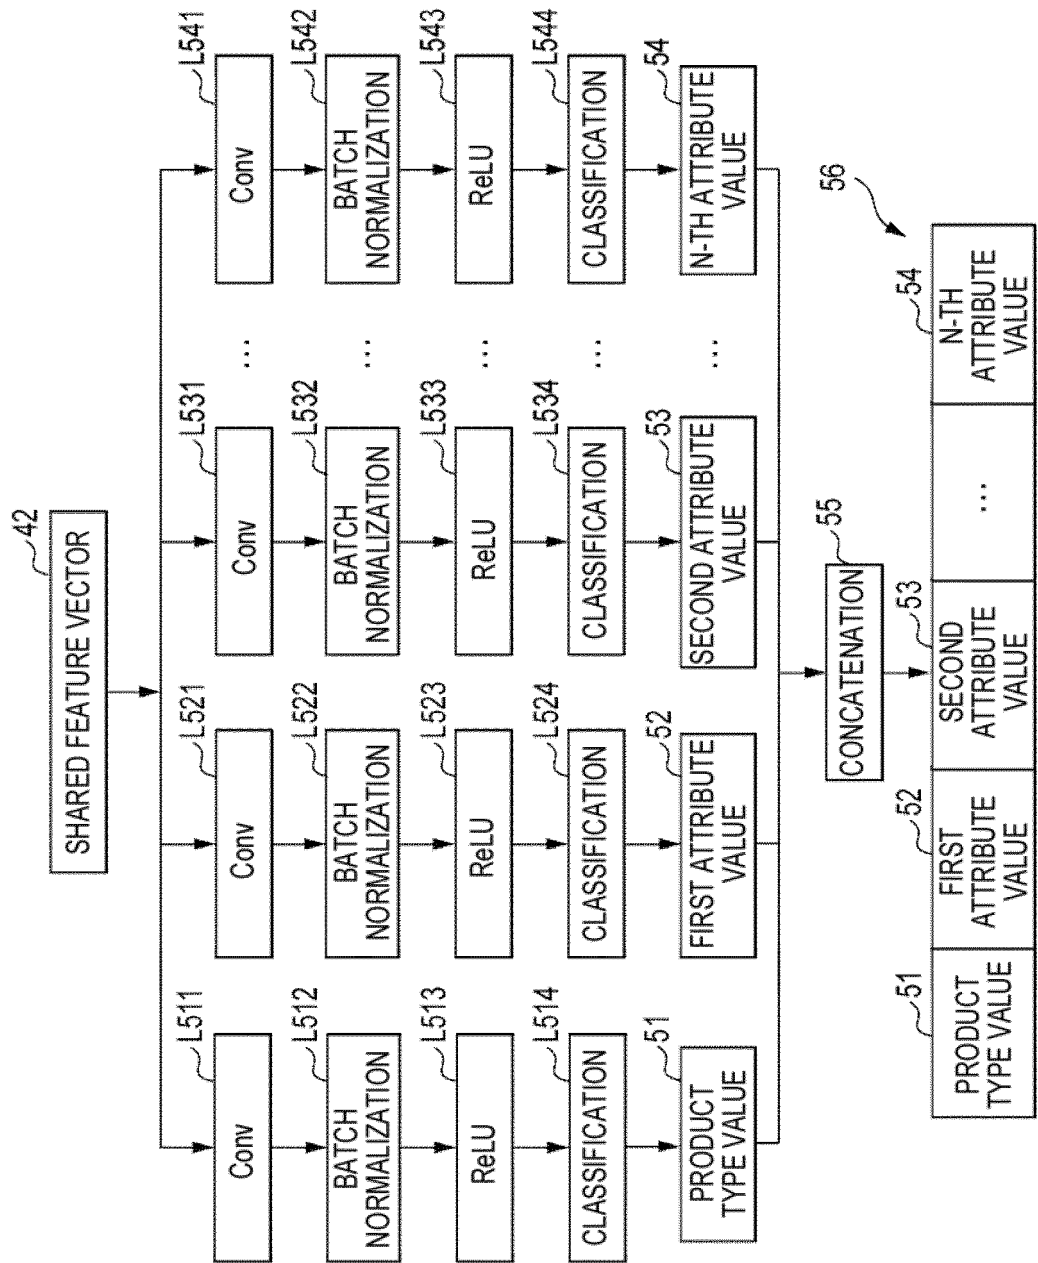 42
SHARED FEATURE VECTOR
L511
Conv
L521
Conv
L531
Conv
...
L541
Conv
L512
BATCH
NORMALIZATION
L522
BATCH
NORMALIZATION
L532
BATCH
NORMALIZATION
...
L542
BATCH
NORMALIZATION
L513
ReLU
L523
ReLU
L533
ReLU
...
L543
ReLU
L514
CLASSIFICATION
L524
CLASSIFICATION
L534
CLASSIFICATION
...
L544
CLASSIFICATION
51
PRODUCT
TYPE VALUE
52
FIRST ATTRIBUTE
VALUE
53
SECOND ATTRIBUTE
VALUE
...
54
N-TH ATTRIBUTE
VALUE
55
CONCATENATION
56
51
PRODUCT
TYPE VALUE
52
FIRST
ATTRIBUTE
VALUE
53
SECOND
ATTRIBUTE
VALUE
...
54
N-TH
ATTRIBUTE
VALUE